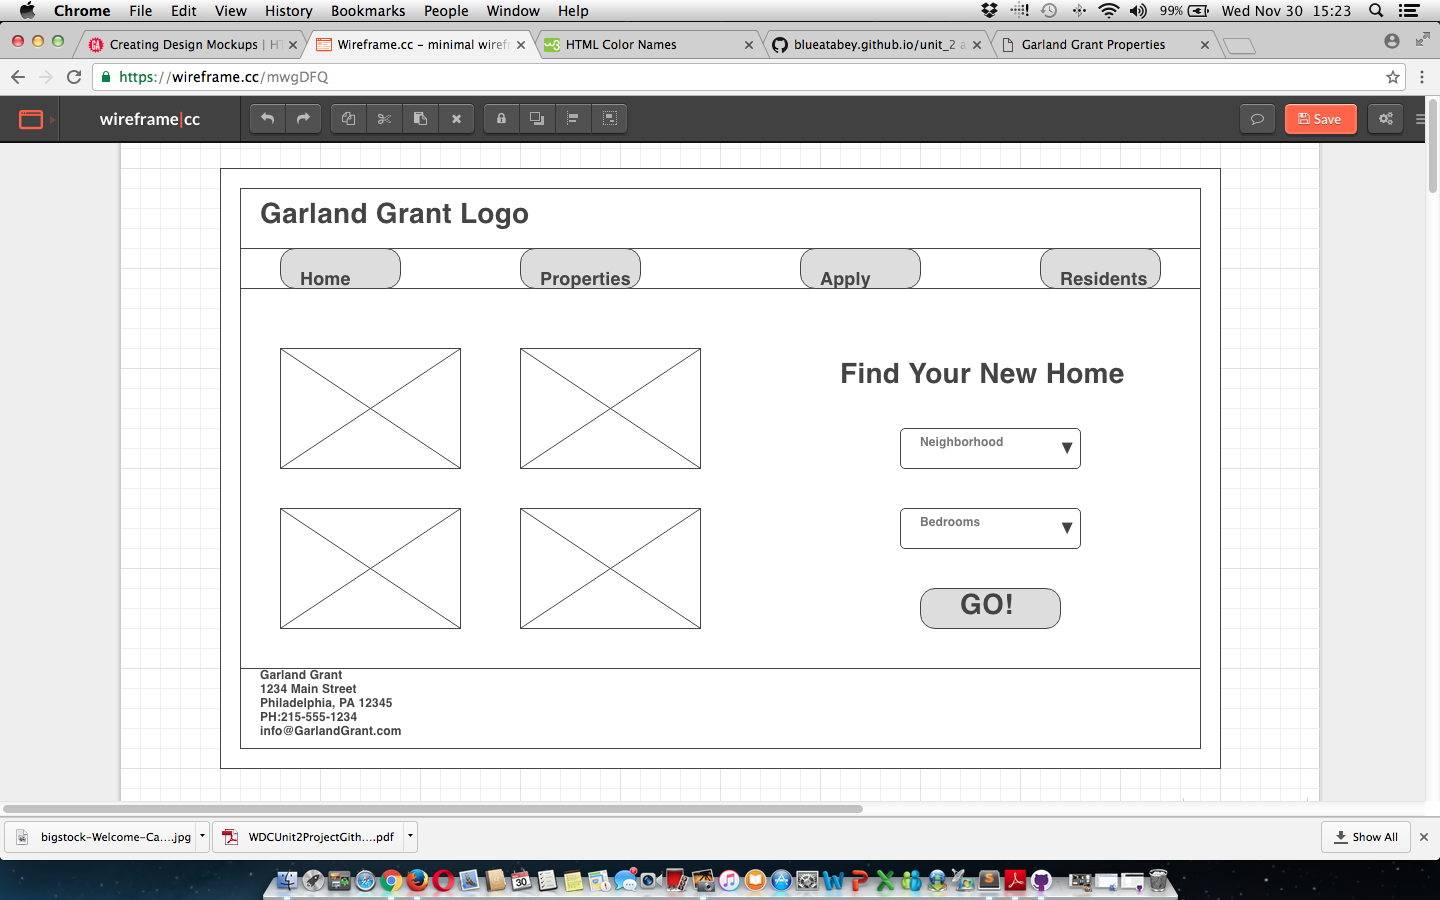 Chrome File Edit View History Bookmarks People Window Help 99% Wed Nov 30 15:23
Creating Design Mockups | HT Wireframe.cc – minimal wirefr HTML Color Names blueatabey.github.io/unit_2 a Garland Grant Properties
https://wireframe.cc/mwgDFQ
wireframe|cc Save
Garland Grant Logo
Home Properties Apply Residents
Find Your New Home
Neighborhood
Bedrooms
GO!
Garland Grant
1234 Main Street
Philadelphia, PA 12345
PH:215-555-1234
info@GarlandGrant.com
bigstock-Welcome-Ca....jpg WDCUnit2ProjectGith....pdf Show All
30